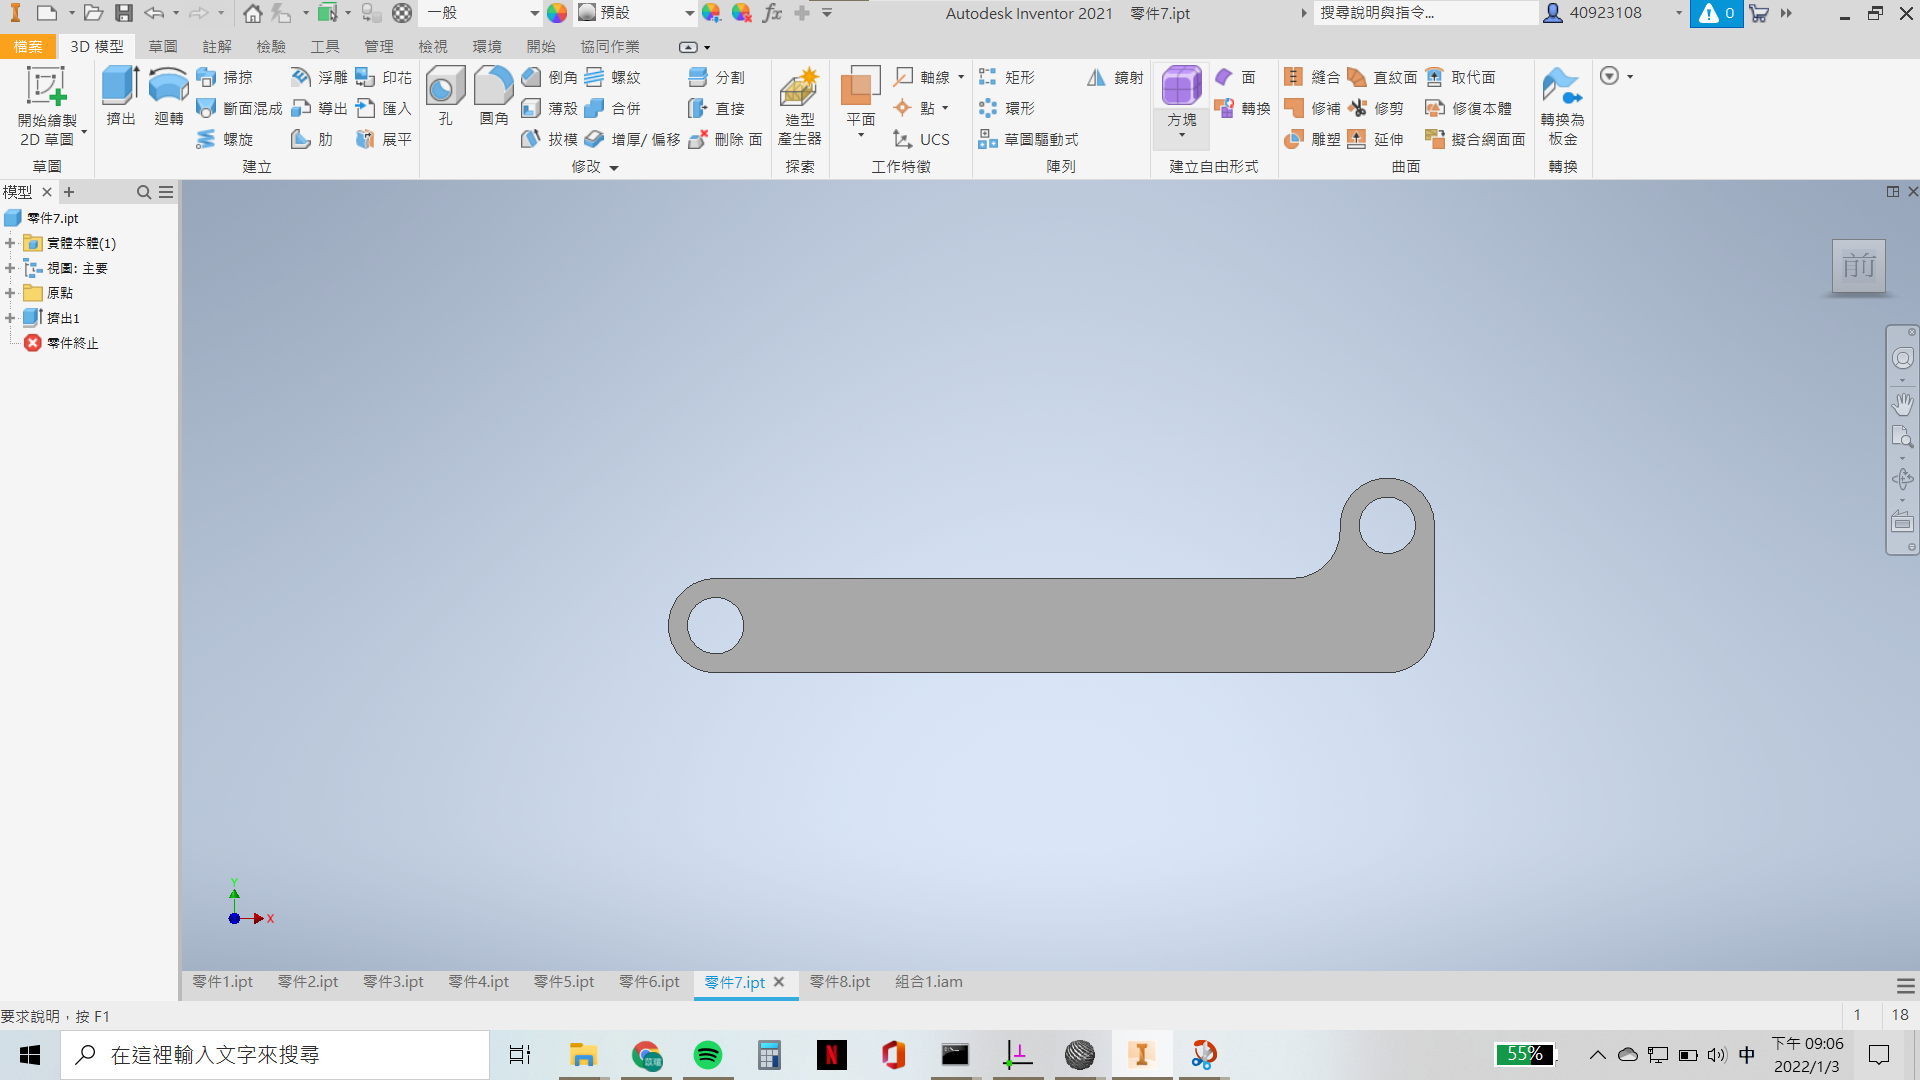 一般
預設
fx
Autodesk Inventor 2021 零件7.ipt
搜尋說明與指令...
40923108
0
檔案
3D 模型
草圖
註解
檢驗
工具
管理
檢視
環境
開始
協同作業
開始繪製
2D 草圖
草圖
擠出
迴轉
掃掠
斷面混成
螺旋
浮雕
導出
肋
印花
匯入
展平
建立
孔
圓角
倒角
薄殼
拔模
螺紋
合併
增厚/ 偏移
分割
直接
刪除 面
修改
造型
產生器
探索
平面
軸線
點
UCS
工作特徵
矩形
環形
草圖驅動式
鏡射
陣列
方塊
面
轉換
建立自由形式
縫合
修補
雕塑
直紋面
修剪
延伸
取代面
修復本體
擬合網面面
曲面
轉換為
板金
轉換
模型
零件7.ipt
實體本體(1)
視圖: 主要
原點
擠出1
零件終止
前
Y
X
零件1.ipt
零件2.ipt
零件3.ipt
零件4.ipt
零件5.ipt
零件6.ipt
零件7.ipt
零件8.ipt
組合1.iam
要求說明，按 F1
1
18
在這裡輸入文字來搜尋
55%
中
下午 09:06
2022/1/3